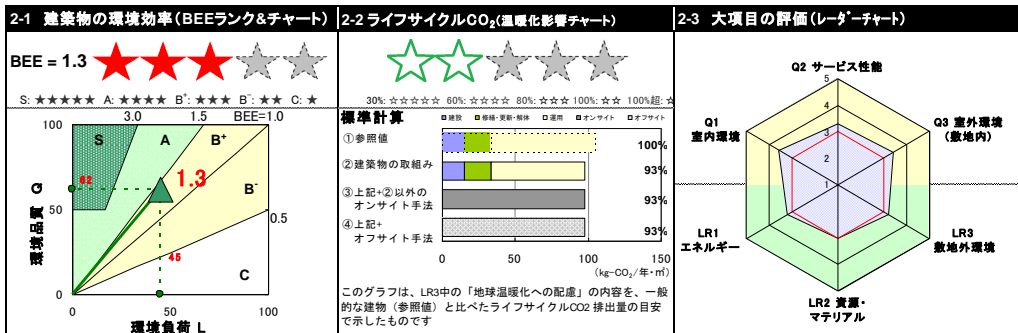 2-1 建築物の環境効率（BEEランク&チャート）
BEE = 1.3
S: ★★★★★ A: ★★★★ B⁺: ★★★ B⁻: ★★ C: ★
3.0 1.5 BEE=1.0
100
S
A
B⁺
1.3
62
B⁻
50
0.5
45
C
0
0 50 100
環境品質 Q
環境負荷 L
2-2 ライフサイクルCO₂(温暖化影響チャート)
30%: ☆☆☆☆☆ 60%: ☆☆☆☆ 80%: ☆☆☆ 100%: ☆☆ 100%超: ☆
標準計算
■建設 ■修繕・更新・解体 □運用 ■オンサイト □オフサイト
①参照値 100%
②建築物の取組み 93%
③上記+②以外の
オンサイト手法 93%
④上記+
オフサイト手法 93%
0 50 100 150
（kg-CO₂/年・㎡）
このグラフは、LR3中の「地球温暖化への配慮」の内容を、一般
的な建物（参照値）と比べたライフサイクルCO2 排出量の目安
で示したものです
2-3 大項目の評価（レーダーチャート）
Q2 サービス性能
5
4
3
2
1
Q1
室内環境
Q3 室外環境
（敷地内）
LR1
エネルギー
LR3
敷地外環境
LR2 資源・
マテリアル